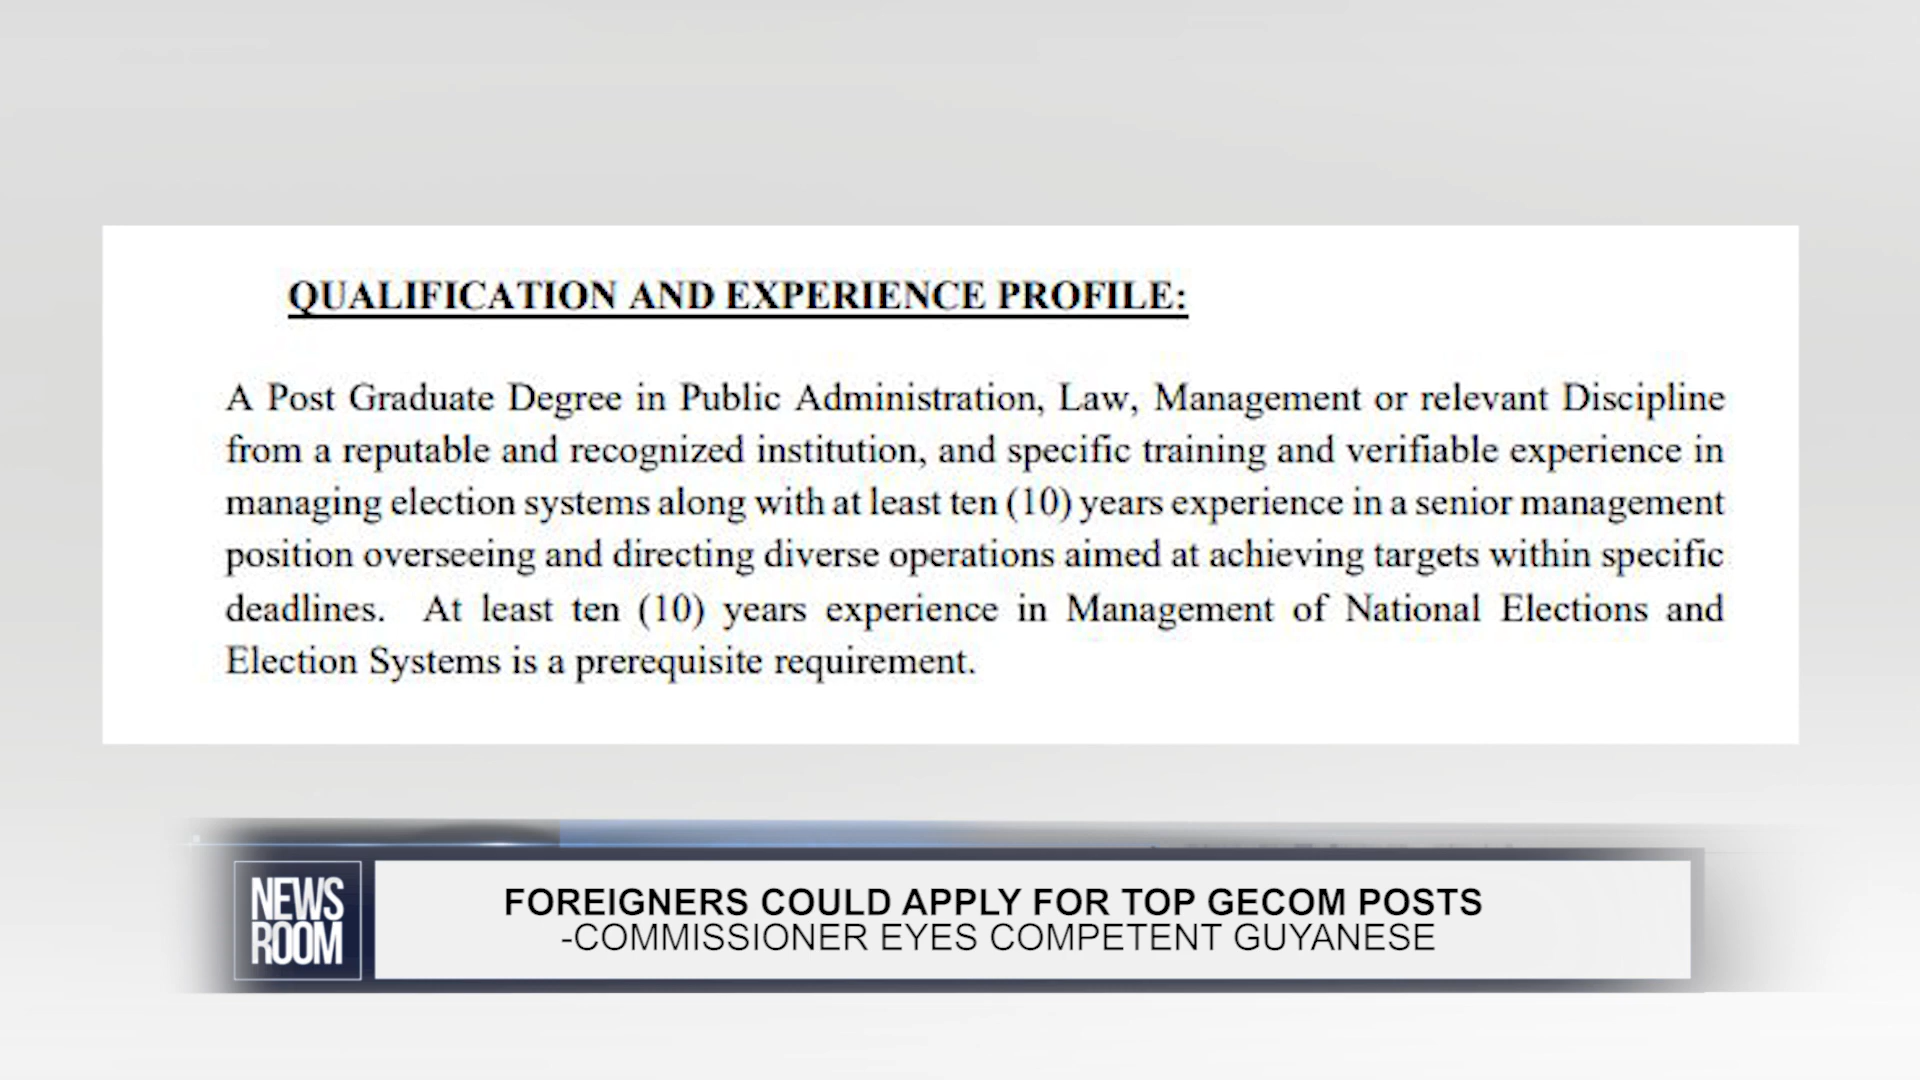 QUALIFICATION AND EXPERIENCE PROFILE:
A Post Graduate Degree in Public Administration, Law, Management or relevant Discipline
from a reputable and recognized institution, and specific training and verifiable experience in
managing election systems along with at least ten (10) years experience in a senior management
position overseeing and directing diverse operations aimed at achieving targets within specific
deadlines. At least ten (10) years experience in Management of National Elections and
Election Systems is a prerequisite requirement.
NEWS
ROOM
FOREIGNERS COULD APPLY FOR TOP GECOM POSTS
-COMMISSIONER EYES COMPETENT GUYANESE